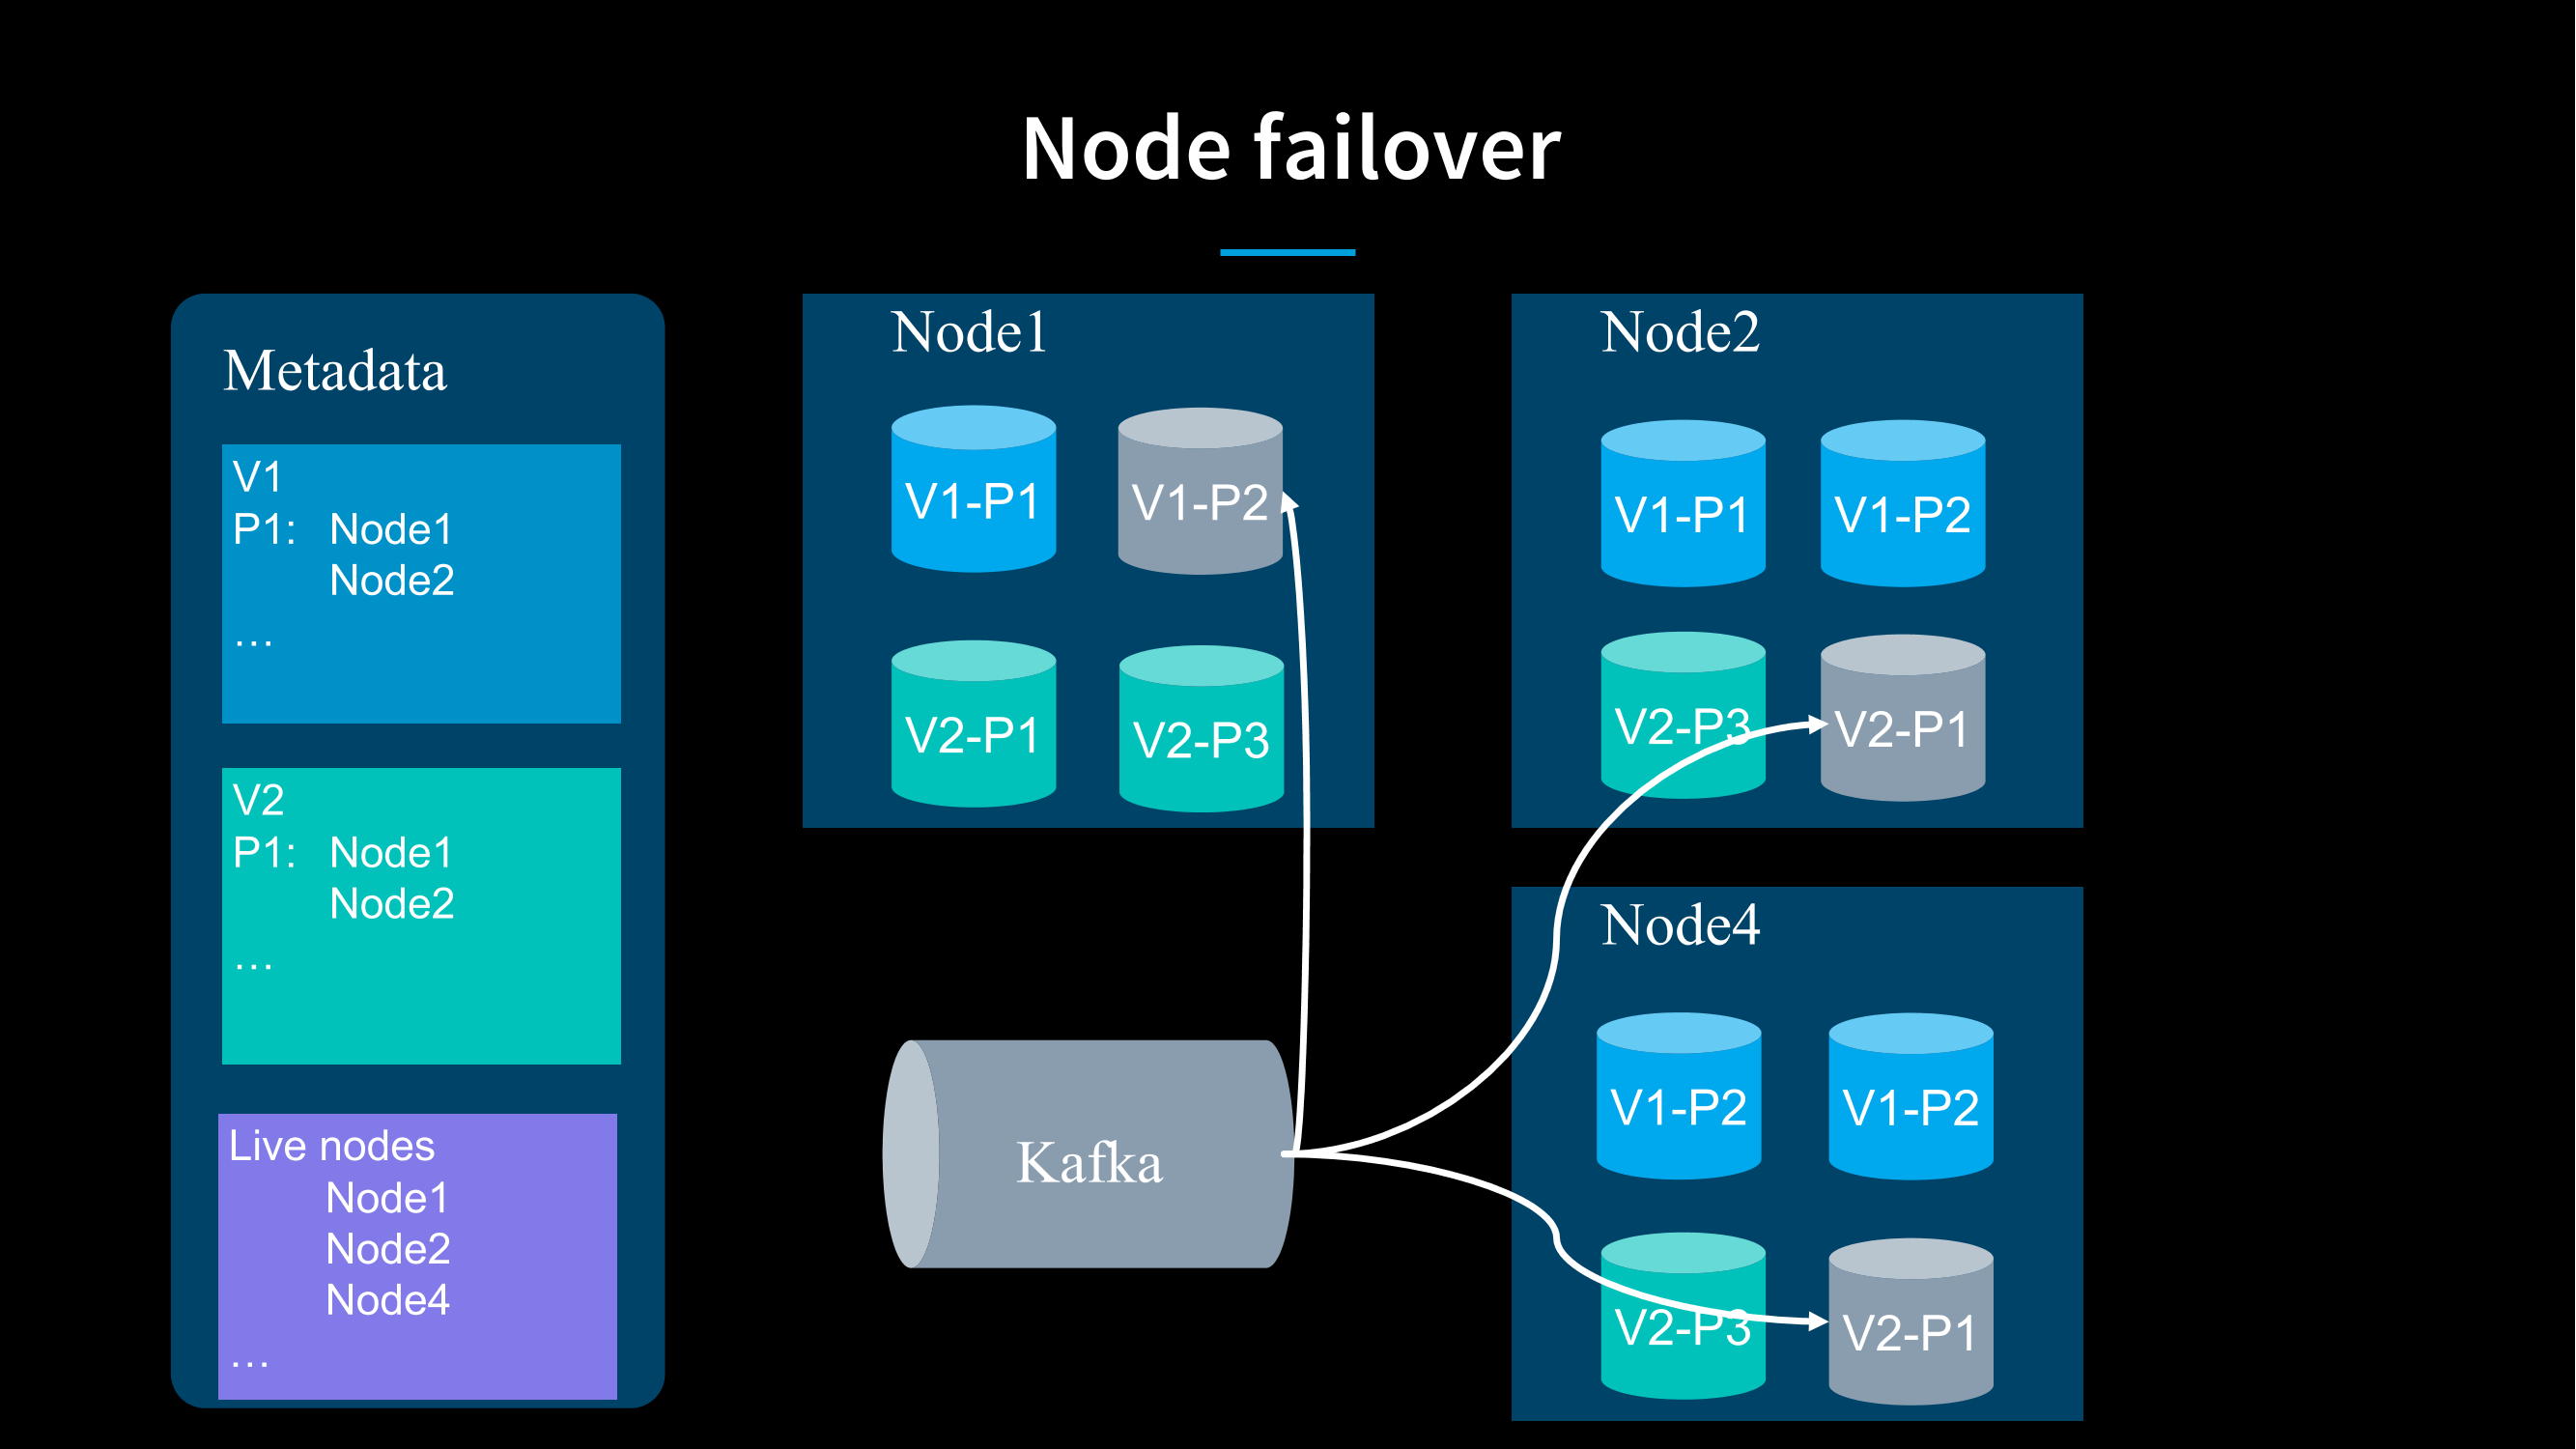 Node failover
Metadata
V1
P1: Node1
Node2
...
V2
P1: Node1
Node2
...
Live nodes
Node1
Node2
Node4
...
Node1
V1-P1
V1-P2
V2-P1
V2-P3
Node2
V1-P1
V1-P2
V2-P3
V2-P1
Kafka
Node4
V1-P2
V1-P2
V2-P3
V2-P1